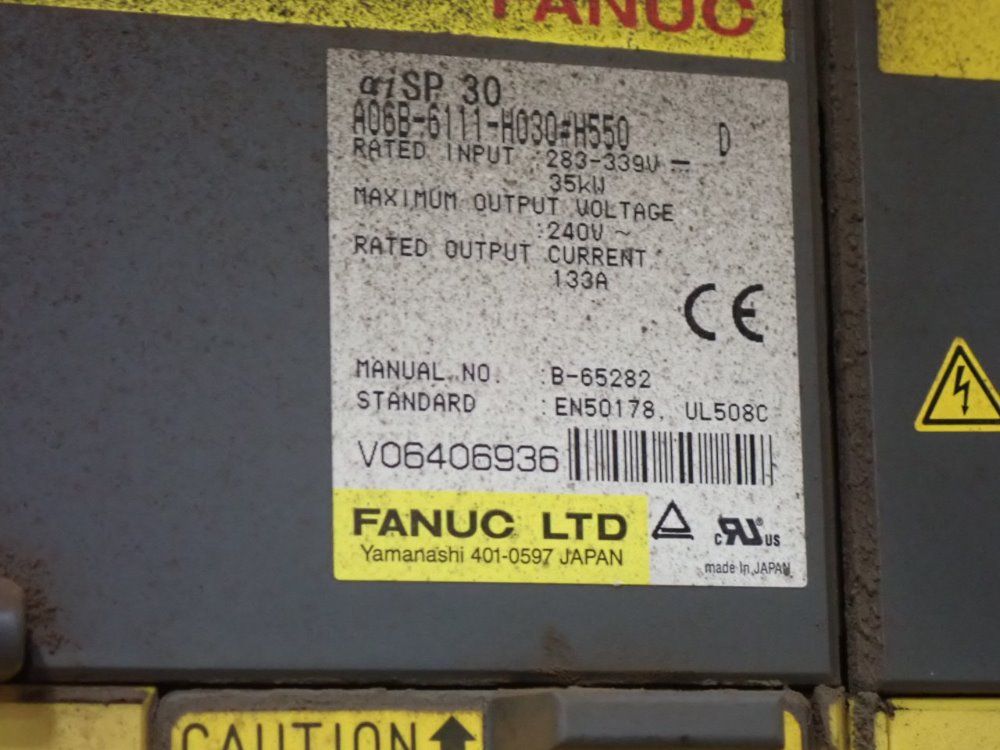 FANUC
αiSP 30
A06B-6111-H030#H550 D
RATED INPUT : 283-339V ⎓
35kW
MAXIMUM OUTPUT VOLTAGE
: 240V ~
RATED OUTPUT CURRENT
133A
CE
MANUAL NO. : B-65282
STANDARD : EN50178, UL508C
V06406936
FANUC LTD
Yamanashi 401-0597 JAPAN
c RU® US
made in JAPAN
CAUTION